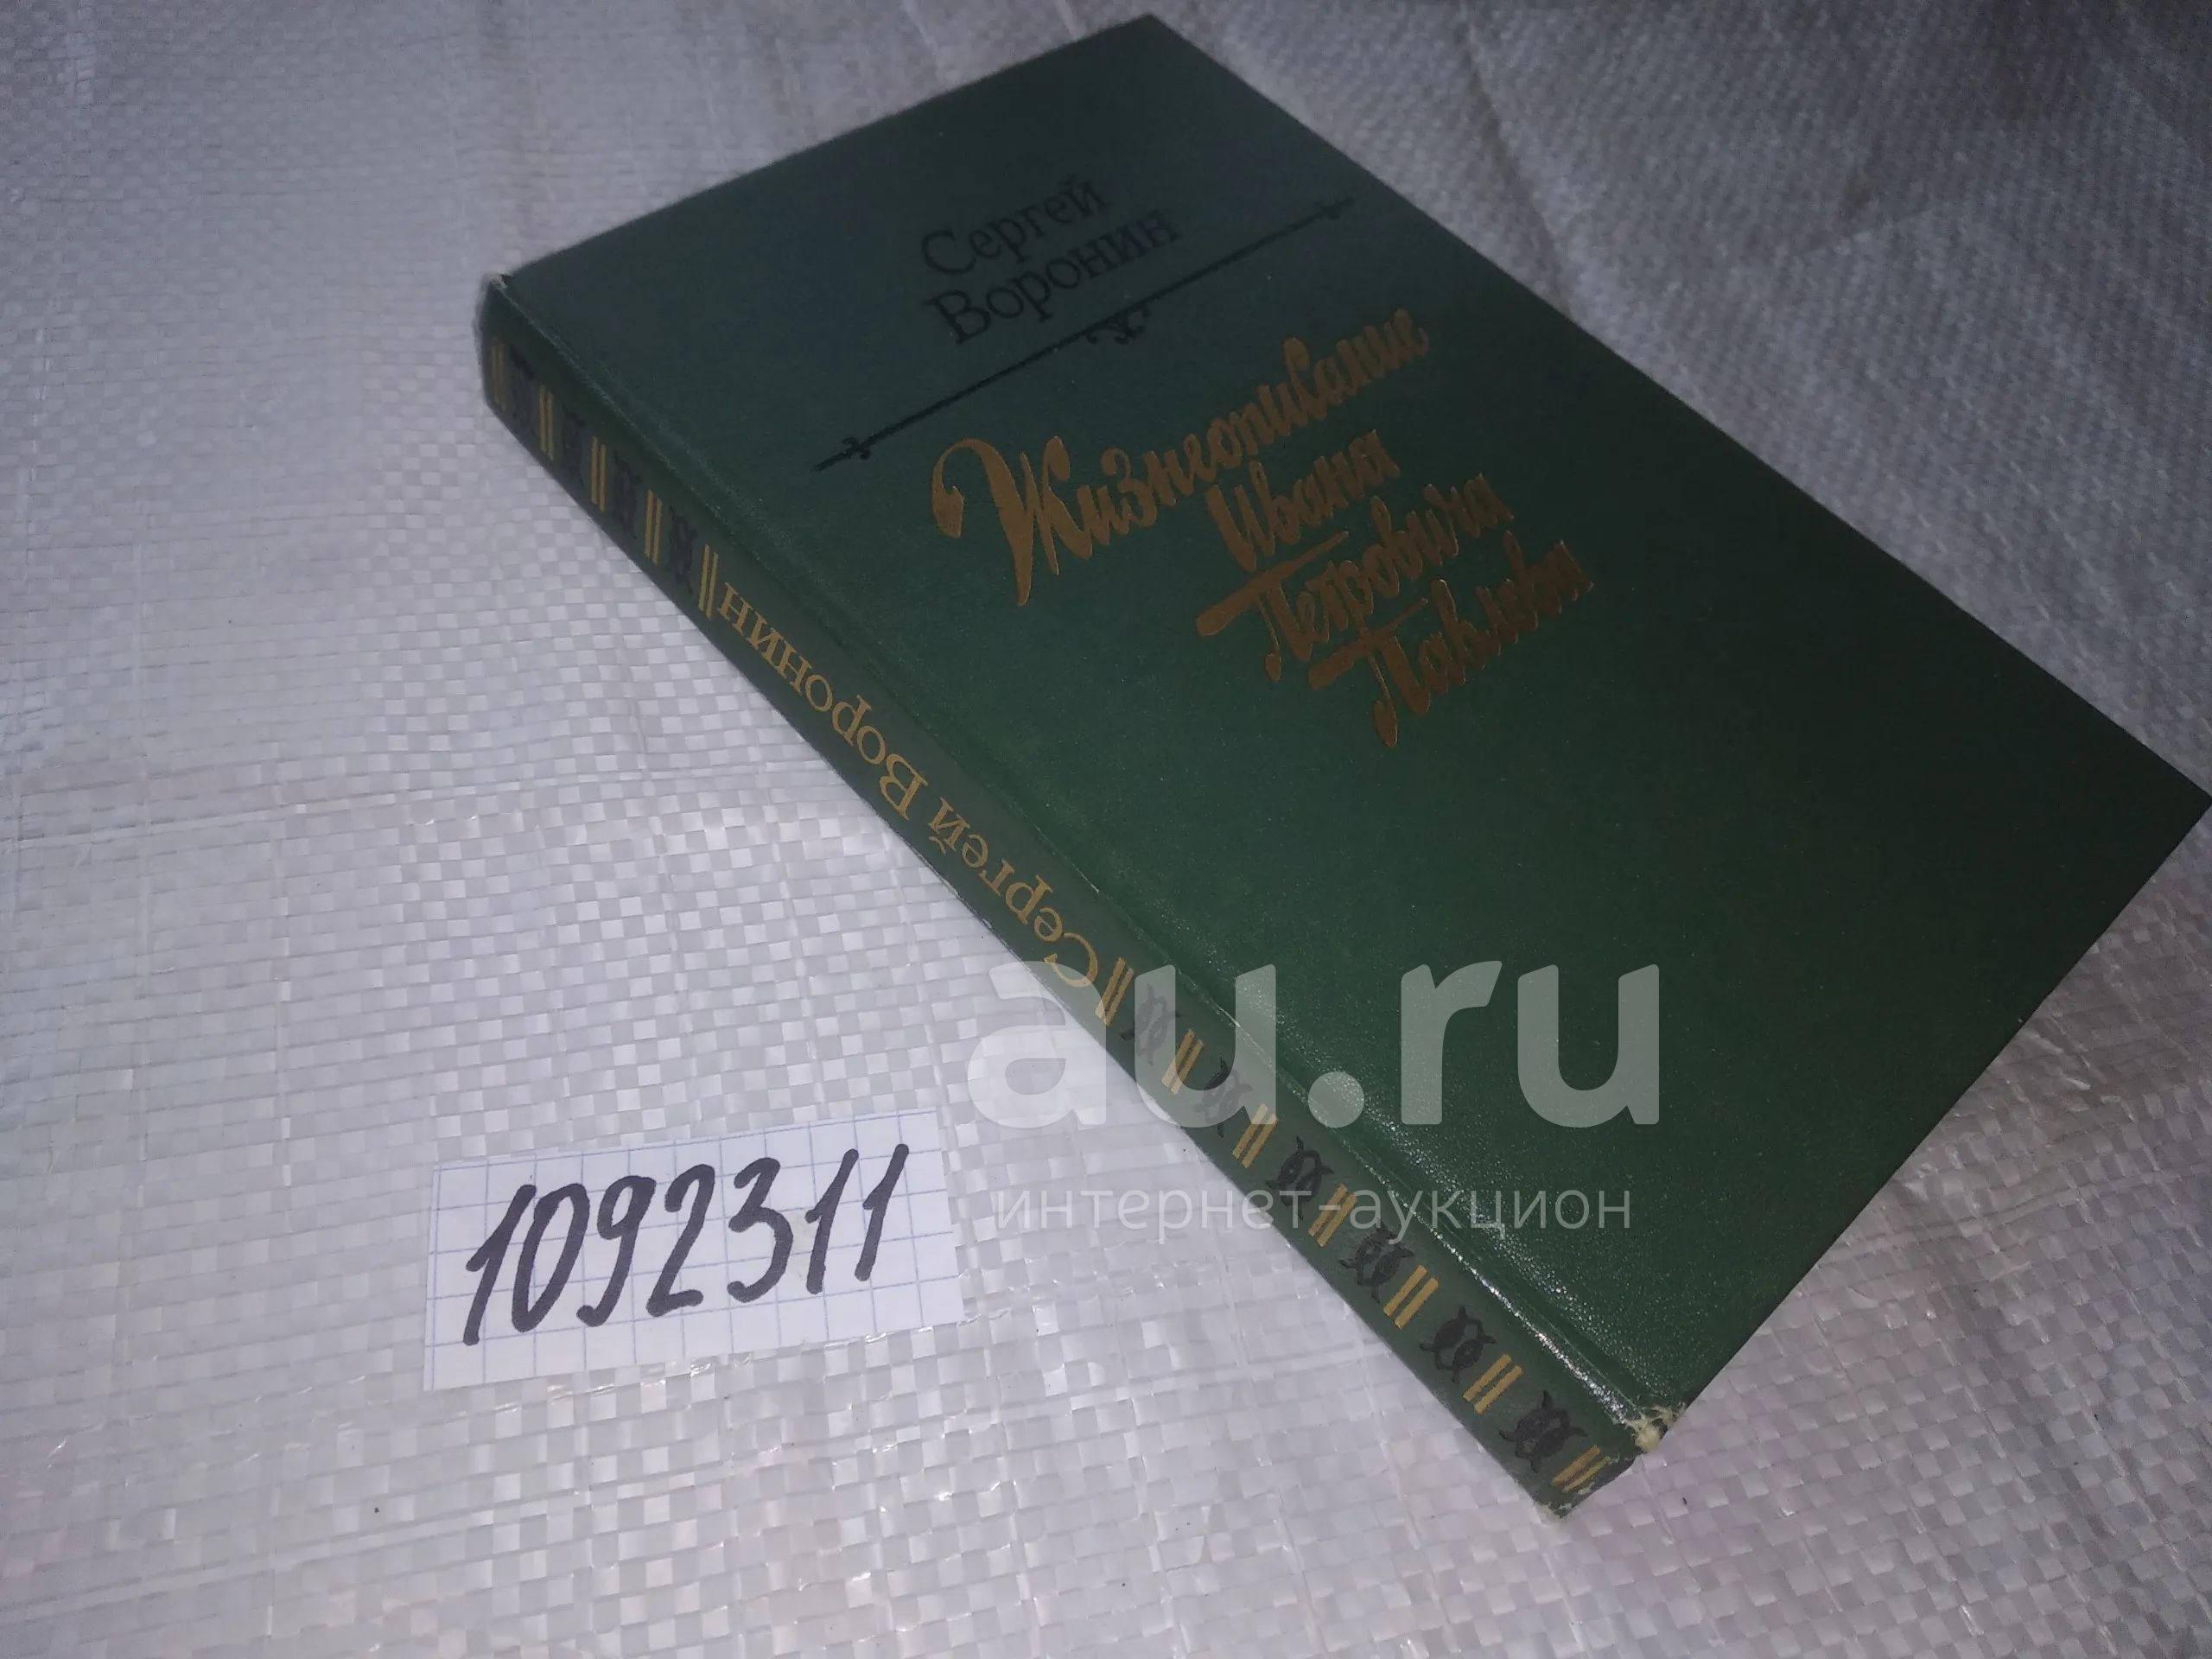 Сергей
Воронин
Жизнеописание
Ивана
Петровича
Павлова
Сергей Воронин
au.ru
интернет-аукцион
1092311